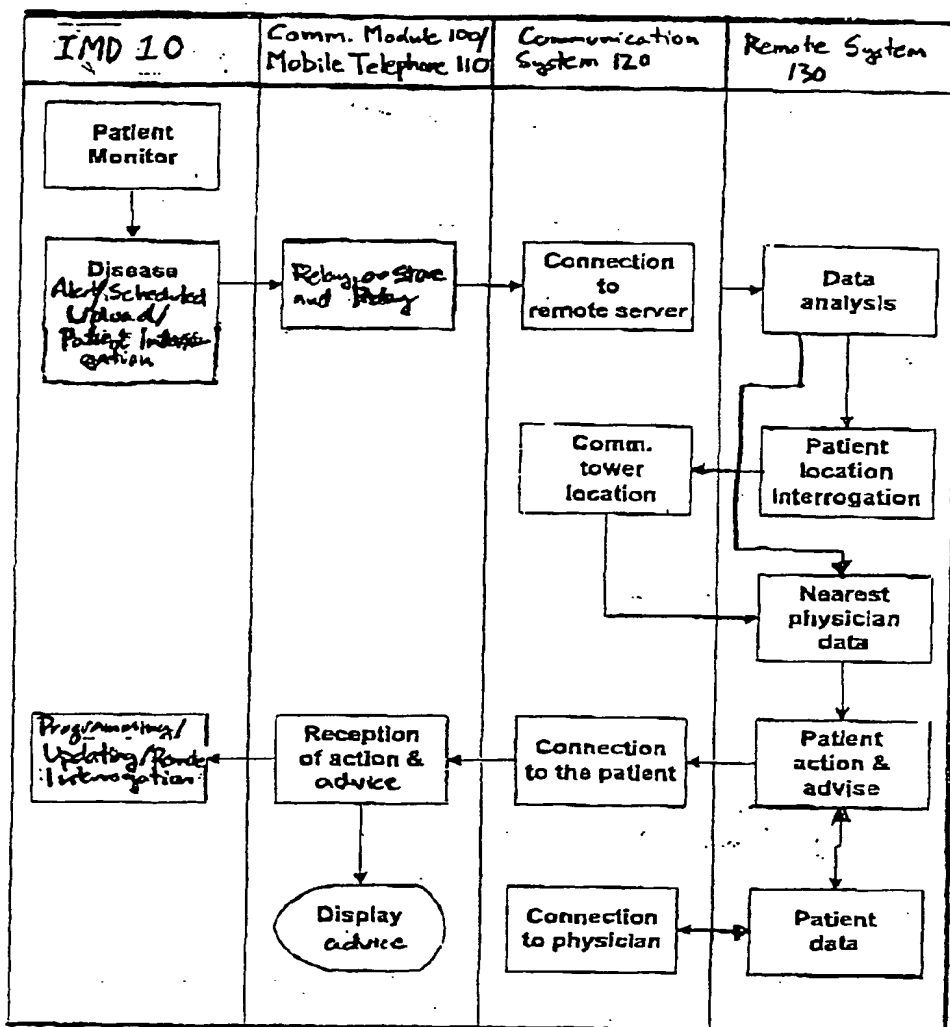 IMD 10
Comm. Module 100/
Mobile Telephone 110
Communication
System 120
Remote System
130
Patient
Monitor
Disease
Alert/Scheduled
Upload/
Patient Interro
gation
Relay, or Store
and Relay
Connection
to
remote server
Data
analysis
Comm.
tower
location
Patient
location
interrogation
Nearest
physician
data
Programming/
Updating/Remote
Interrogation
Reception
of action &
advice
Connection
to the patient
Patient
action &
advise
Display
advice
Connection
to physician
Patient
data